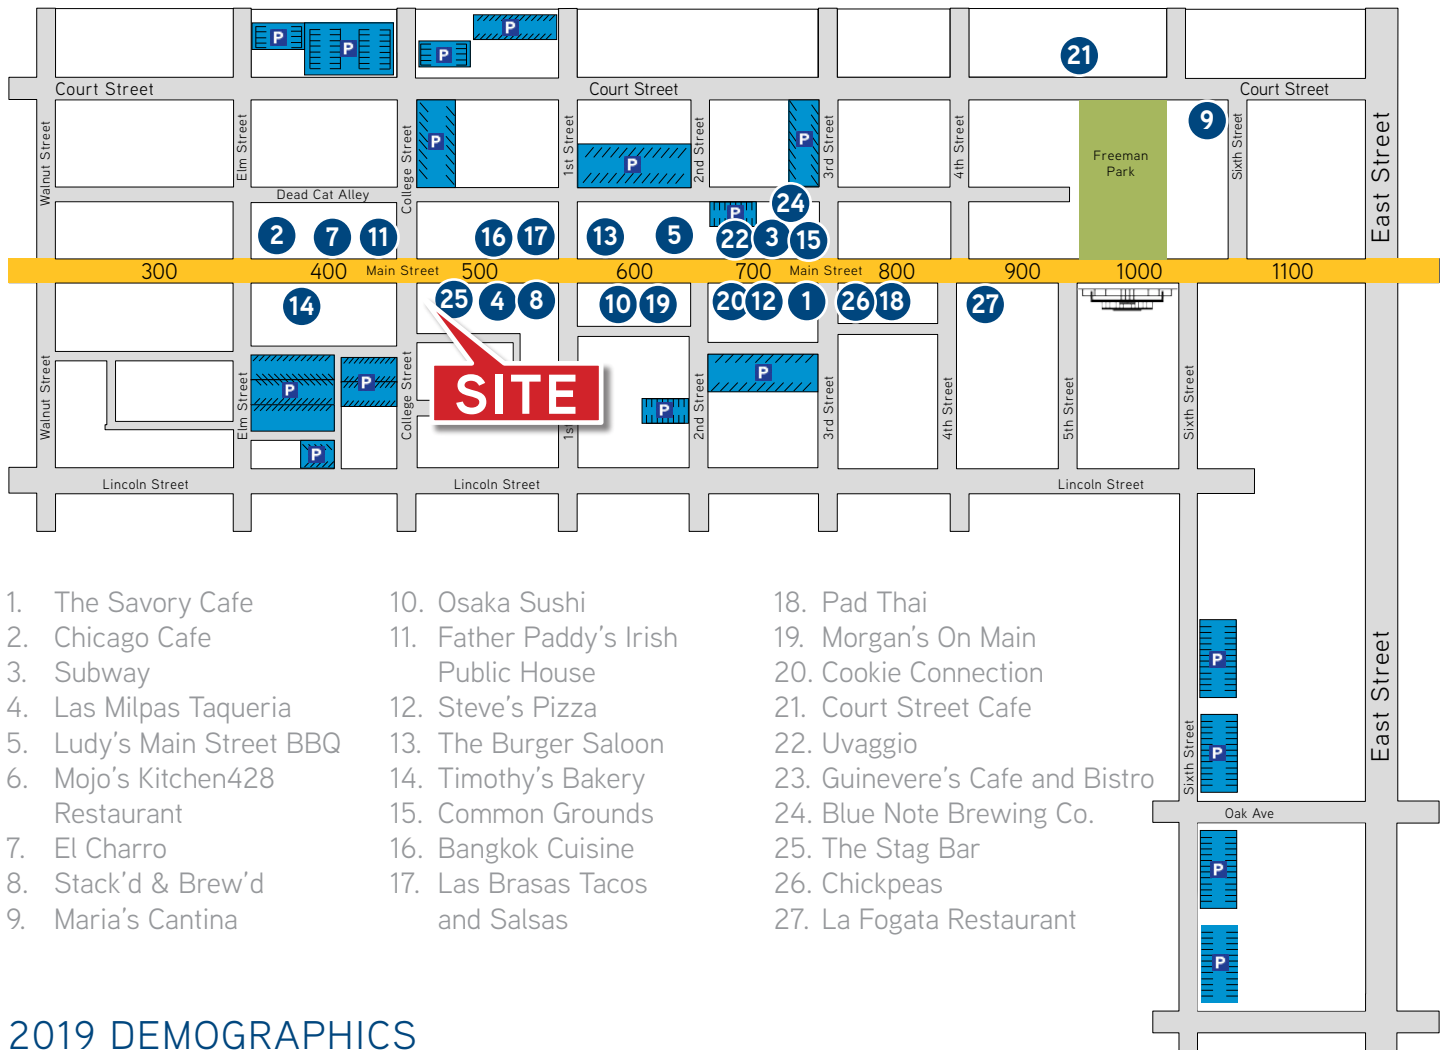 P
P
P
P
21
Court Street
Court Street
Court Street
Walnut Street
Elm Street
College Street
P
1st Street
P
2nd Street
P
3rd Street
4th Street
Freeman
Park
9
Sixth Street
East Street
Dead Cat Alley
2
7
11
16
17
13
5
P
22
3
24
15
300
400
Main Street
500
600
700
Main Street
800
900
1000
1100
14
25
4
8
10
19
20
12
1
26
18
27
SITE
Walnut Street
Elm Street
P
P
P
College Street
1s
P
2nd Street
P
3rd Street
4th Street
5th Street
Sixth Street
Lincoln Street
Lincoln Street
Lincoln Street
1. The Savory Cafe
2. Chicago Cafe
3. Subway
4. Las Milpas Taqueria
5. Ludy's Main Street BBQ
6. Mojo's Kitchen428
Restaurant
7. El Charro
8. Stack'd & Brew'd
9. Maria's Cantina
10. Osaka Sushi
11. Father Paddy's Irish
Public House
12. Steve's Pizza
13. The Burger Saloon
14. Timothy's Bakery
15. Common Grounds
16. Bangkok Cuisine
17. Las Brasas Tacos
and Salsas
18. Pad Thai
19. Morgan's On Main
20. Cookie Connection
21. Court Street Cafe
22. Uvaggio
23. Guinevere's Cafe and Bistro
24. Blue Note Brewing Co.
25. The Stag Bar
26. Chickpeas
27. La Fogata Restaurant
P
P
Sixth Street
East Street
Oak Ave
P
P
2019 DEMOGRAPHICS